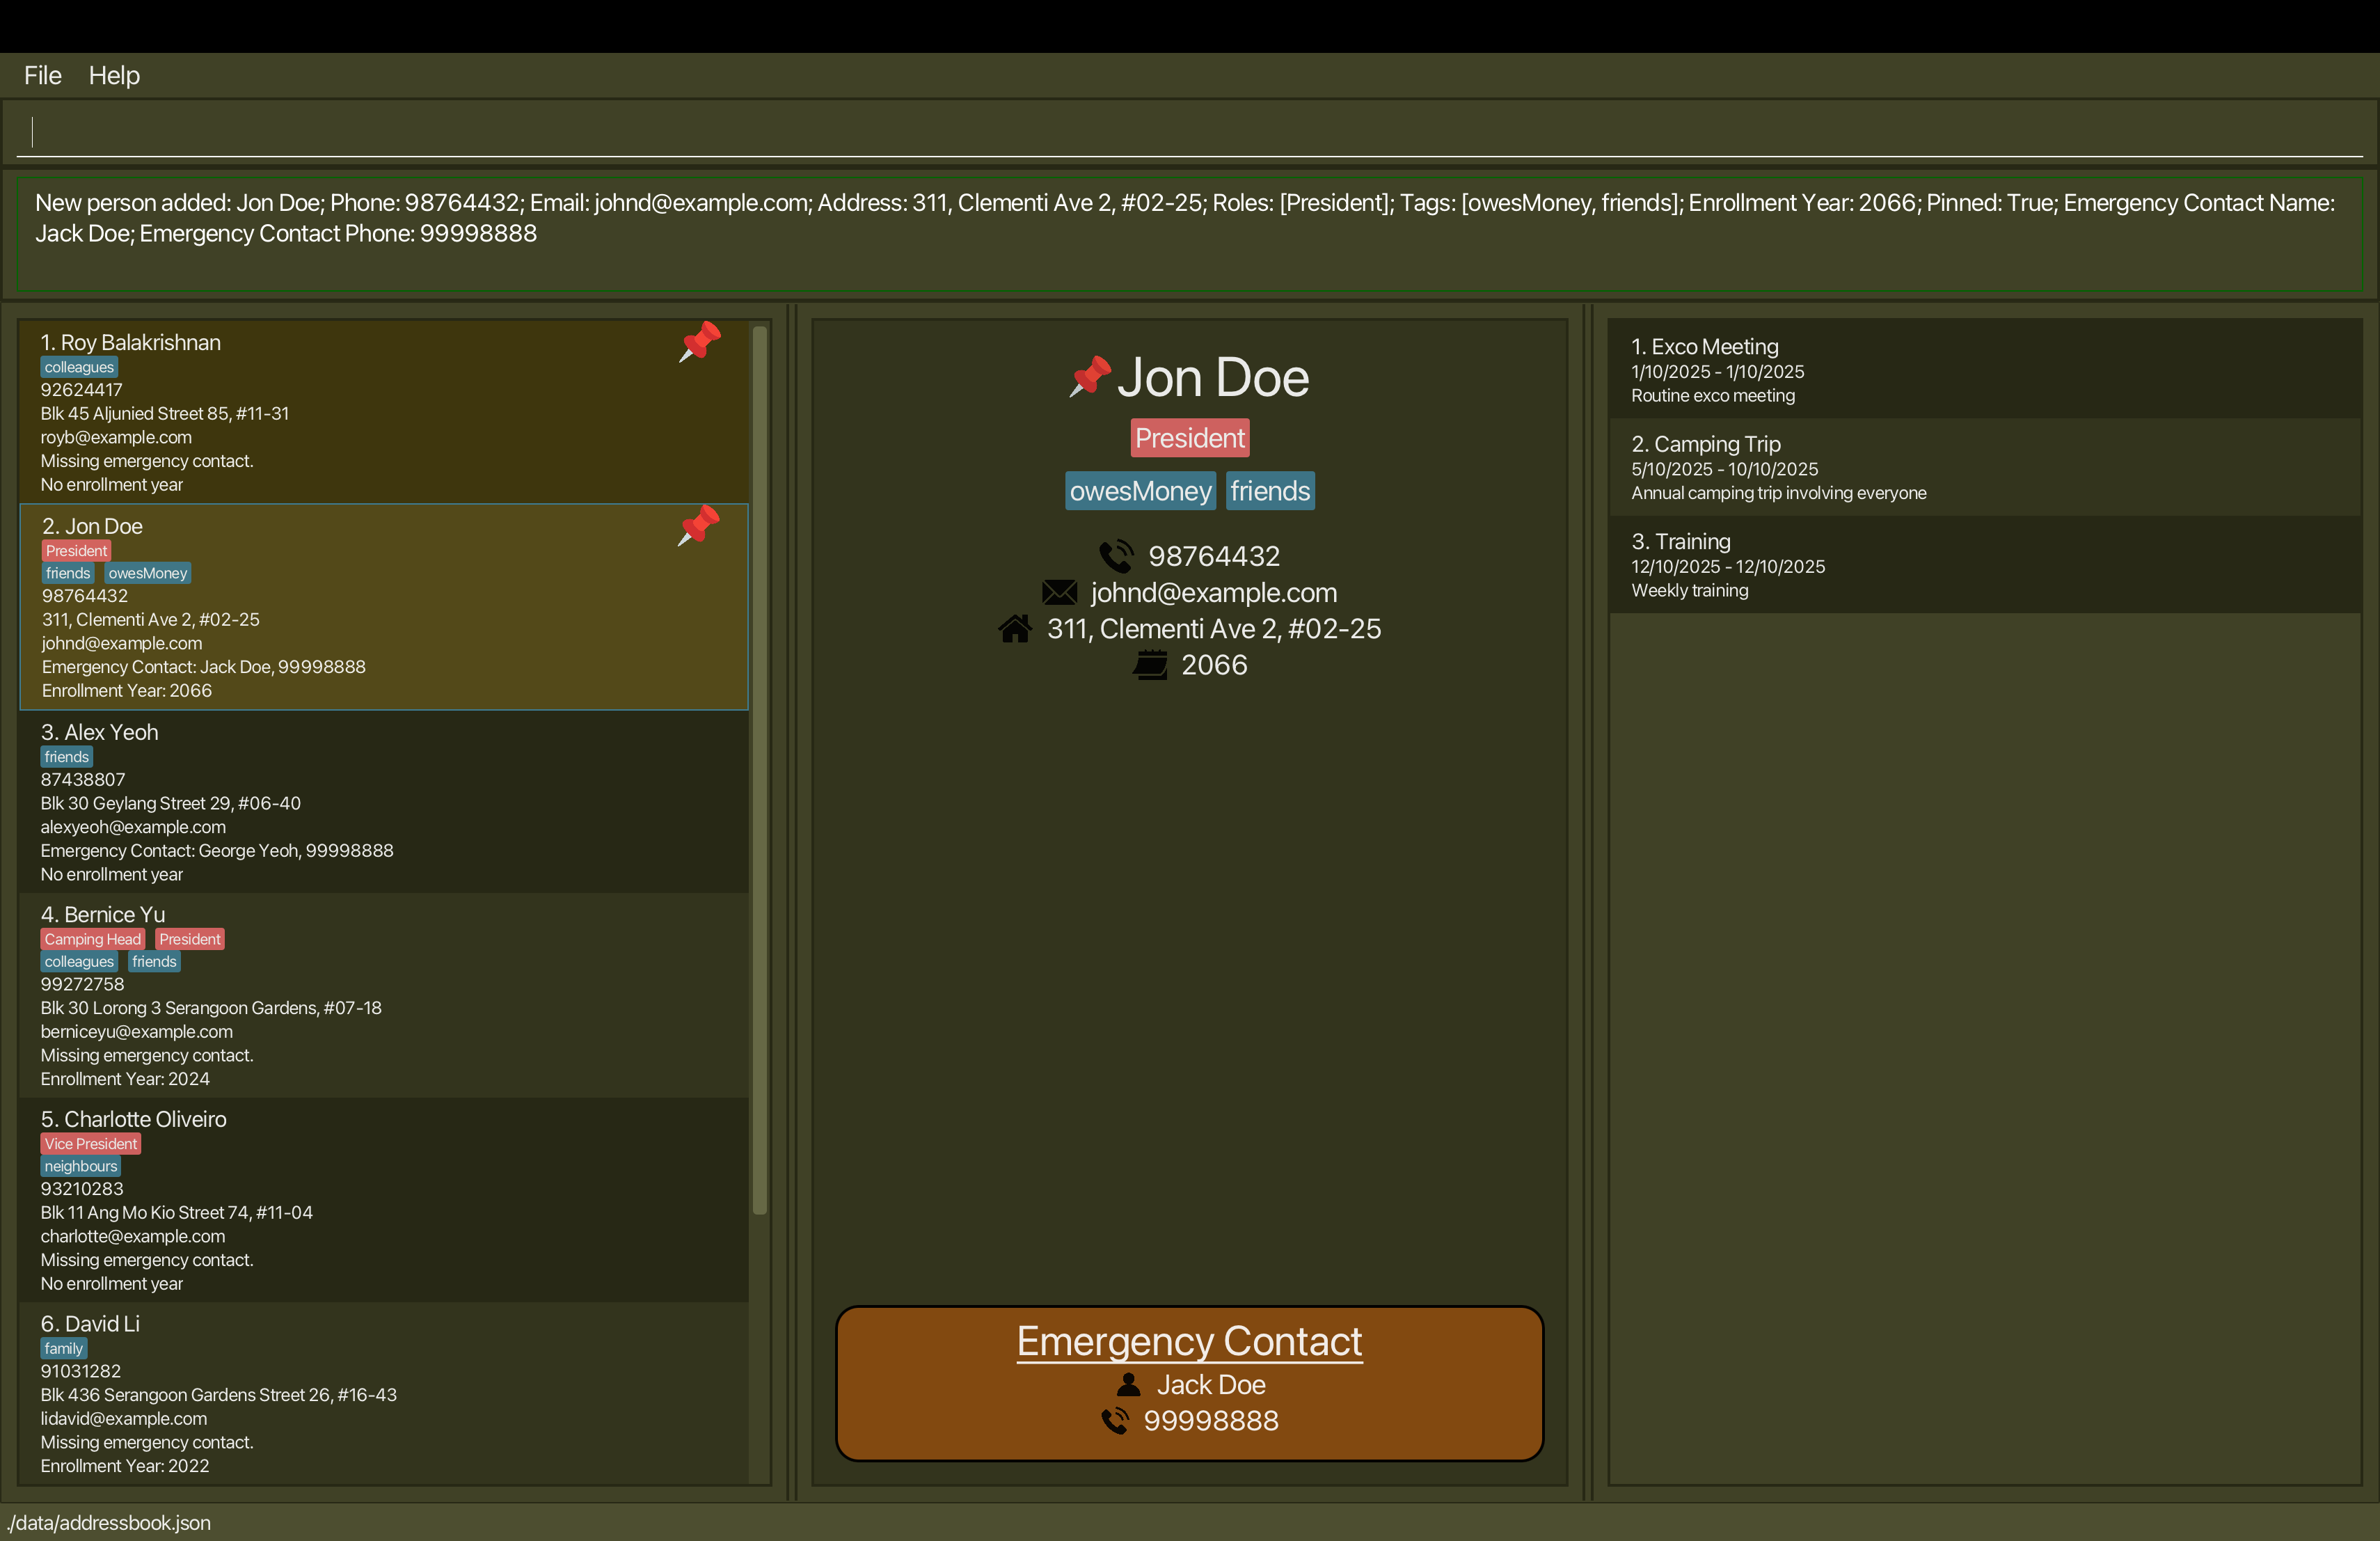 File Help
New person added: Jon Doe; Phone: 98764432; Email: johnd@example.com; Address: 311, Clementi Ave 2, #02-25; Roles: [President]; Tags: [owesMoney, friends]; Enrollment Year: 2066; Pinned: True; Emergency Contact Name:
Jack Doe; Emergency Contact Phone: 99998888
1. Roy Balakrishnan
colleagues
92624417
Blk 45 Aljunied Street 85, #11-31
royb@example.com
Missing emergency contact.
No enrollment year
2. Jon Doe
President
friends owesMoney
98764432
311, Clementi Ave 2, #02-25
johnd@example.com
Emergency Contact: Jack Doe, 99998888
Enrollment Year: 2066
3. Alex Yeoh
friends
87438807
Blk 30 Geylang Street 29, #06-40
alexyeoh@example.com
Emergency Contact: George Yeoh, 99998888
No enrollment year
4. Bernice Yu
Camping Head President
colleagues friends
99272758
Blk 30 Lorong 3 Serangoon Gardens, #07-18
berniceyu@example.com
Missing emergency contact.
Enrollment Year: 2024
5. Charlotte Oliveiro
Vice President
neighbours
93210283
Blk 11 Ang Mo Kio Street 74, #11-04
charlotte@example.com
Missing emergency contact.
No enrollment year
6. David Li
family
91031282
Blk 436 Serangoon Gardens Street 26, #16-43
lidavid@example.com
Missing emergency contact.
Enrollment Year: 2022
Jon Doe
President
owesMoney friends
98764432
johnd@example.com
311, Clementi Ave 2, #02-25
2066
Emergency Contact
Jack Doe
99998888
1. Exco Meeting
1/10/2025 - 1/10/2025
Routine exco meeting
2. Camping Trip
5/10/2025 - 10/10/2025
Annual camping trip involving everyone
3. Training
12/10/2025 - 12/10/2025
Weekly training
./data/addressbook.json